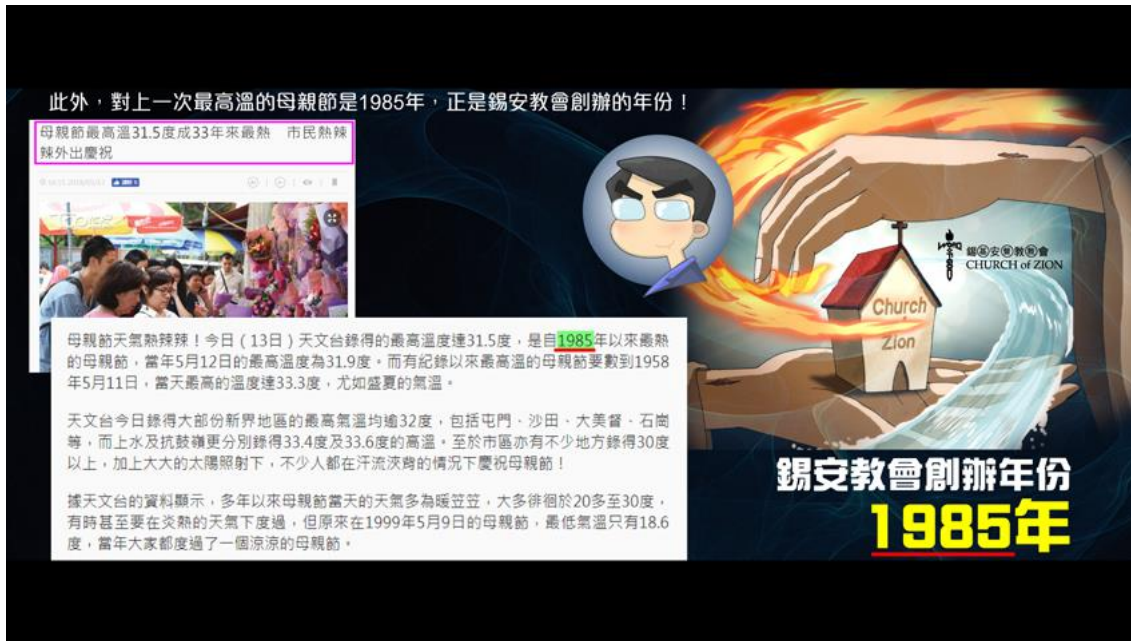 此外，對上一次最高溫的母親節是1985年，正是錫安教會創辦的年份！
母親節最高溫31.5度成33年來最熱　市民熱辣
辣外出慶祝
母親節天氣熱辣辣！今日（13日）天文台錄得的最高溫度達31.5度，是自1985年以來最熱
的母親節，當年5月12日的最高溫度為31.9度。而有紀錄以來最高溫的母親節要數到1958
年5月11日，當天最高的溫度達33.3度，尤如盛夏的氣溫。
天文台今日錄得大部份新界地區的最高氣溫均逾32度，包括屯門、沙田、大美督、石崗
等，而上水及抗鼓嶺更分別錄得33.4度及33.6度的高溫。至於市區亦有不少地方錄得30度
以上，加上大大的太陽照射下，不少人都在汗流浹背的情況下慶祝母親節！
據天文台的資料顯示，多年以來母親節當天的天氣多為暖笠笠，大多徘徊於20多至30度，
有時甚至要在炎熱的天氣下度過，但原來在1999年5月9日的母親節，最低氣溫只有18.6
度，當年大家都度過了一個涼涼的母親節。
錫安教會
CHURCH of ZION
Church
Zion
錫安教會創辦年份
1985年